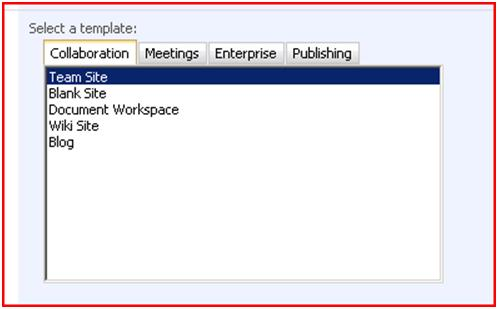 Select a template:
Collaboration Meetings Enterprise Publishing
Team Site
Blank Site
Document Workspace
Wiki Site
Blog